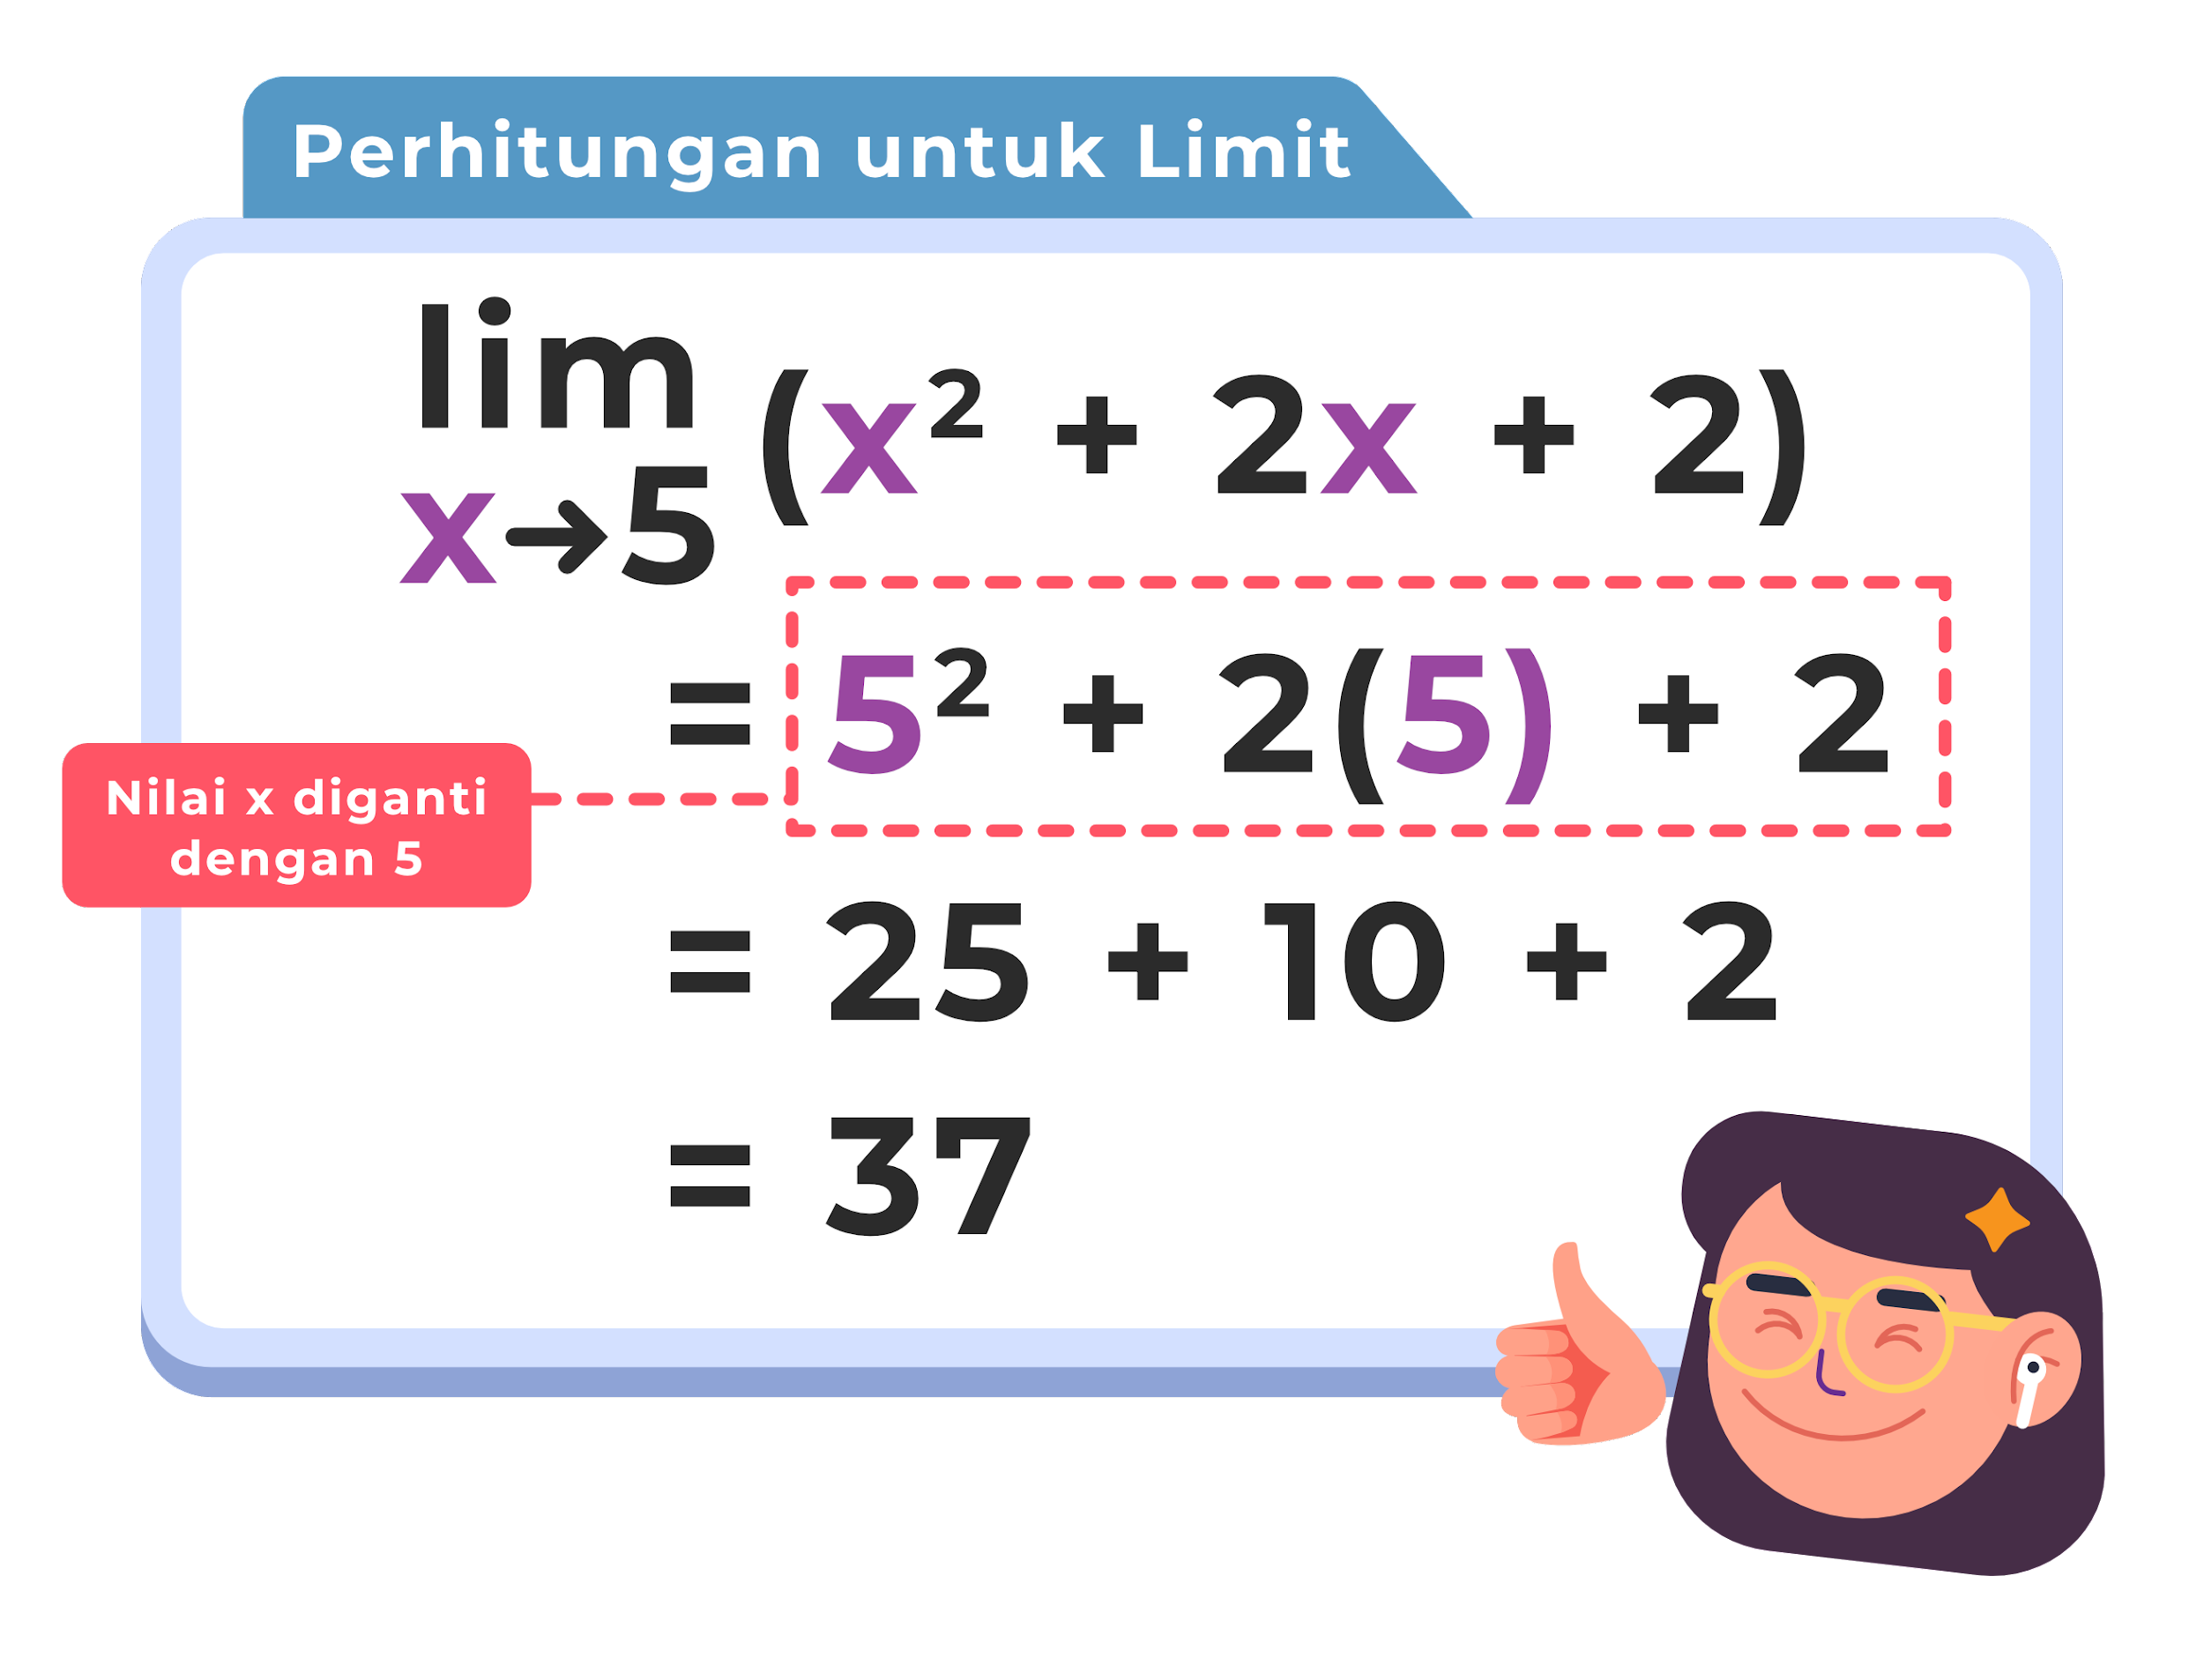 Perhitungan untuk Limit
lim (x² + 2x + 2)
x→5
= 5² + 2(5) + 2
Nilai x diganti
dengan 5
= 25 + 10 + 2
= 37